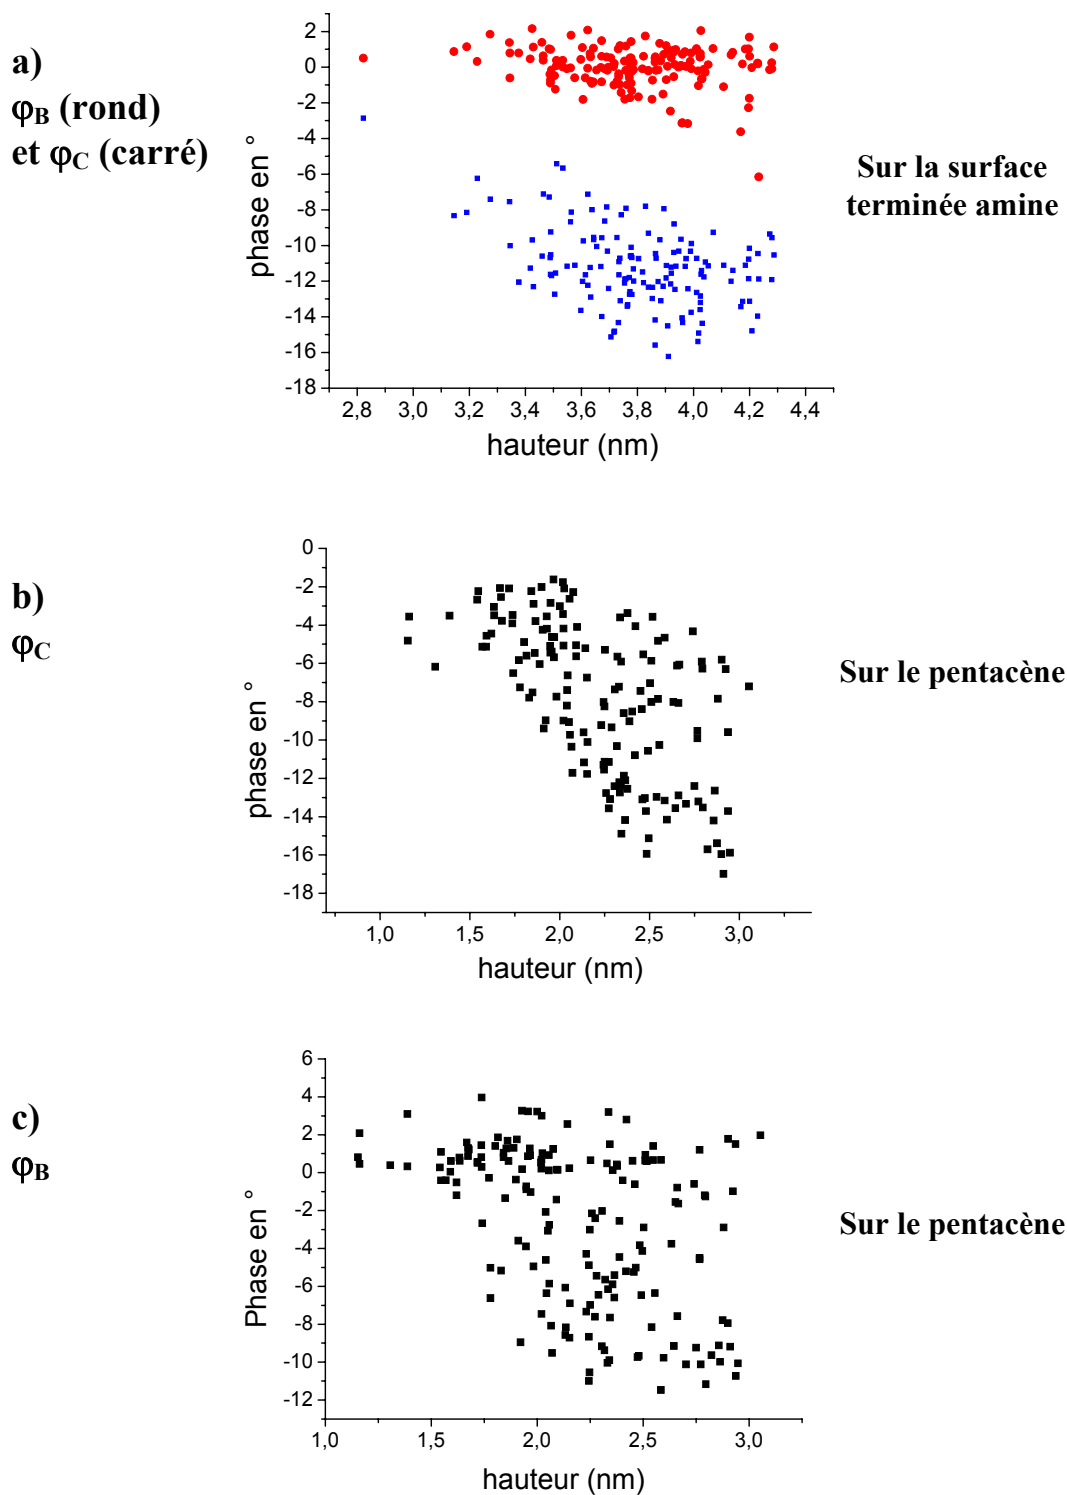 a)
φB (rond)
et φC (carré)
phase en °
2
0
-2
-4
-6
-8
-10
-12
-14
-16
-18
2,8 3,0 3,2 3,4 3,6 3,8 4,0 4,2 4,4
hauteur (nm)
Sur la surface
terminée amine
b)
φC
phase en °
0
-2
-4
-6
-8
-10
-12
-14
-16
-18
1,0 1,5 2,0 2,5 3,0
hauteur (nm)
Sur le pentacène
c)
φB
Phase en °
6
4
2
0
-2
-4
-6
-8
-10
-12
1,0 1,5 2,0 2,5 3,0
hauteur (nm)
Sur le pentacène